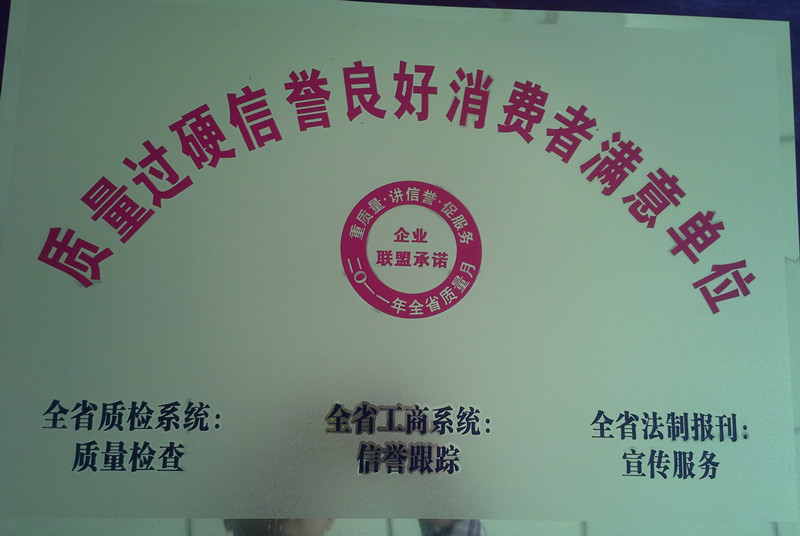 质量过硬信誉良好消费者满意单位
重质量·讲信誉·促服务
企业
联盟承诺
二〇一一年全省质量月
全省质检系统：
质量检查
全省工商系统：
信誉跟踪
全省法制报刊：
宣传服务